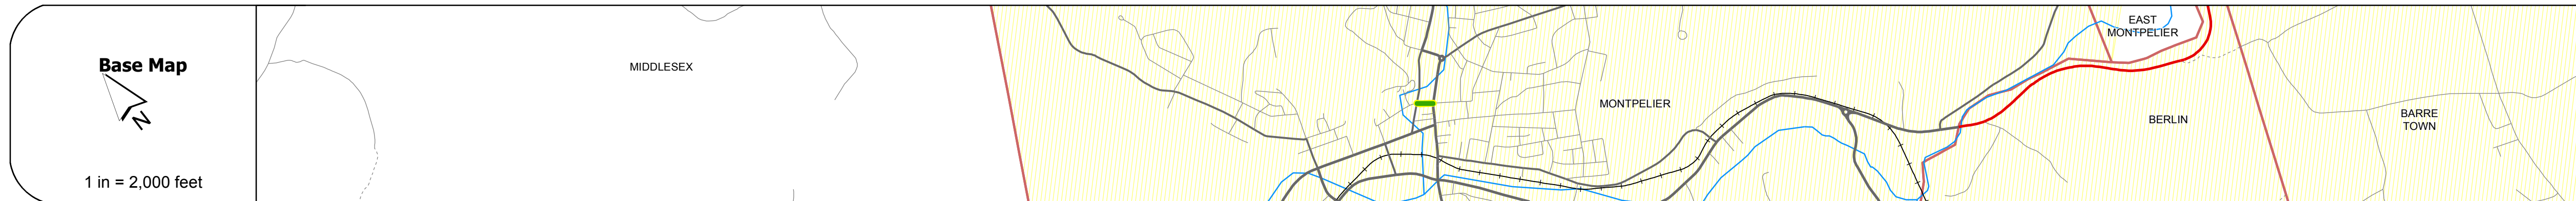 Base Map
N
1 in = 2,000 feet
MIDDLESEX
MONTPELIER
EAST
MONTPELIER
BERLIN
BARRE
TOWN